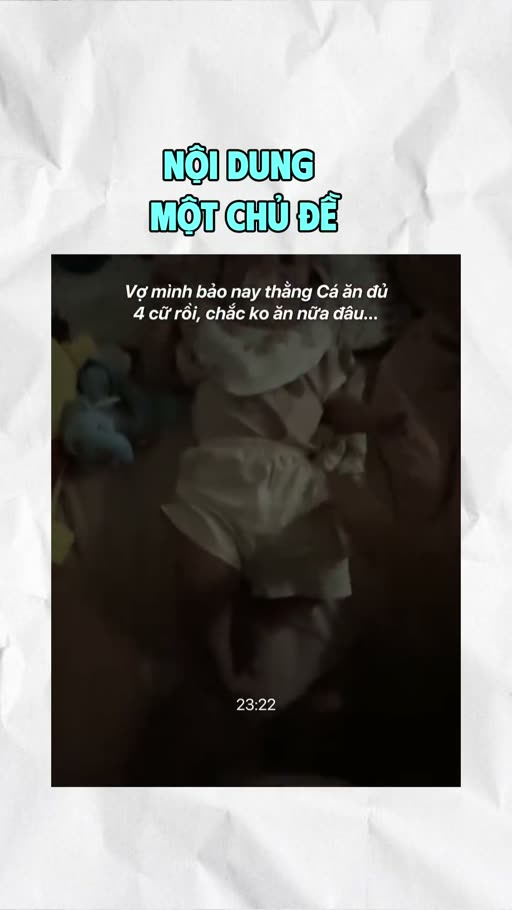 NỘI DUNG
MỘT CHỦ ĐỀ
Vợ mình bảo nay thằng Cá ăn đủ
4 cữ rồi, chắc ko ăn nữa đâu...
23:22